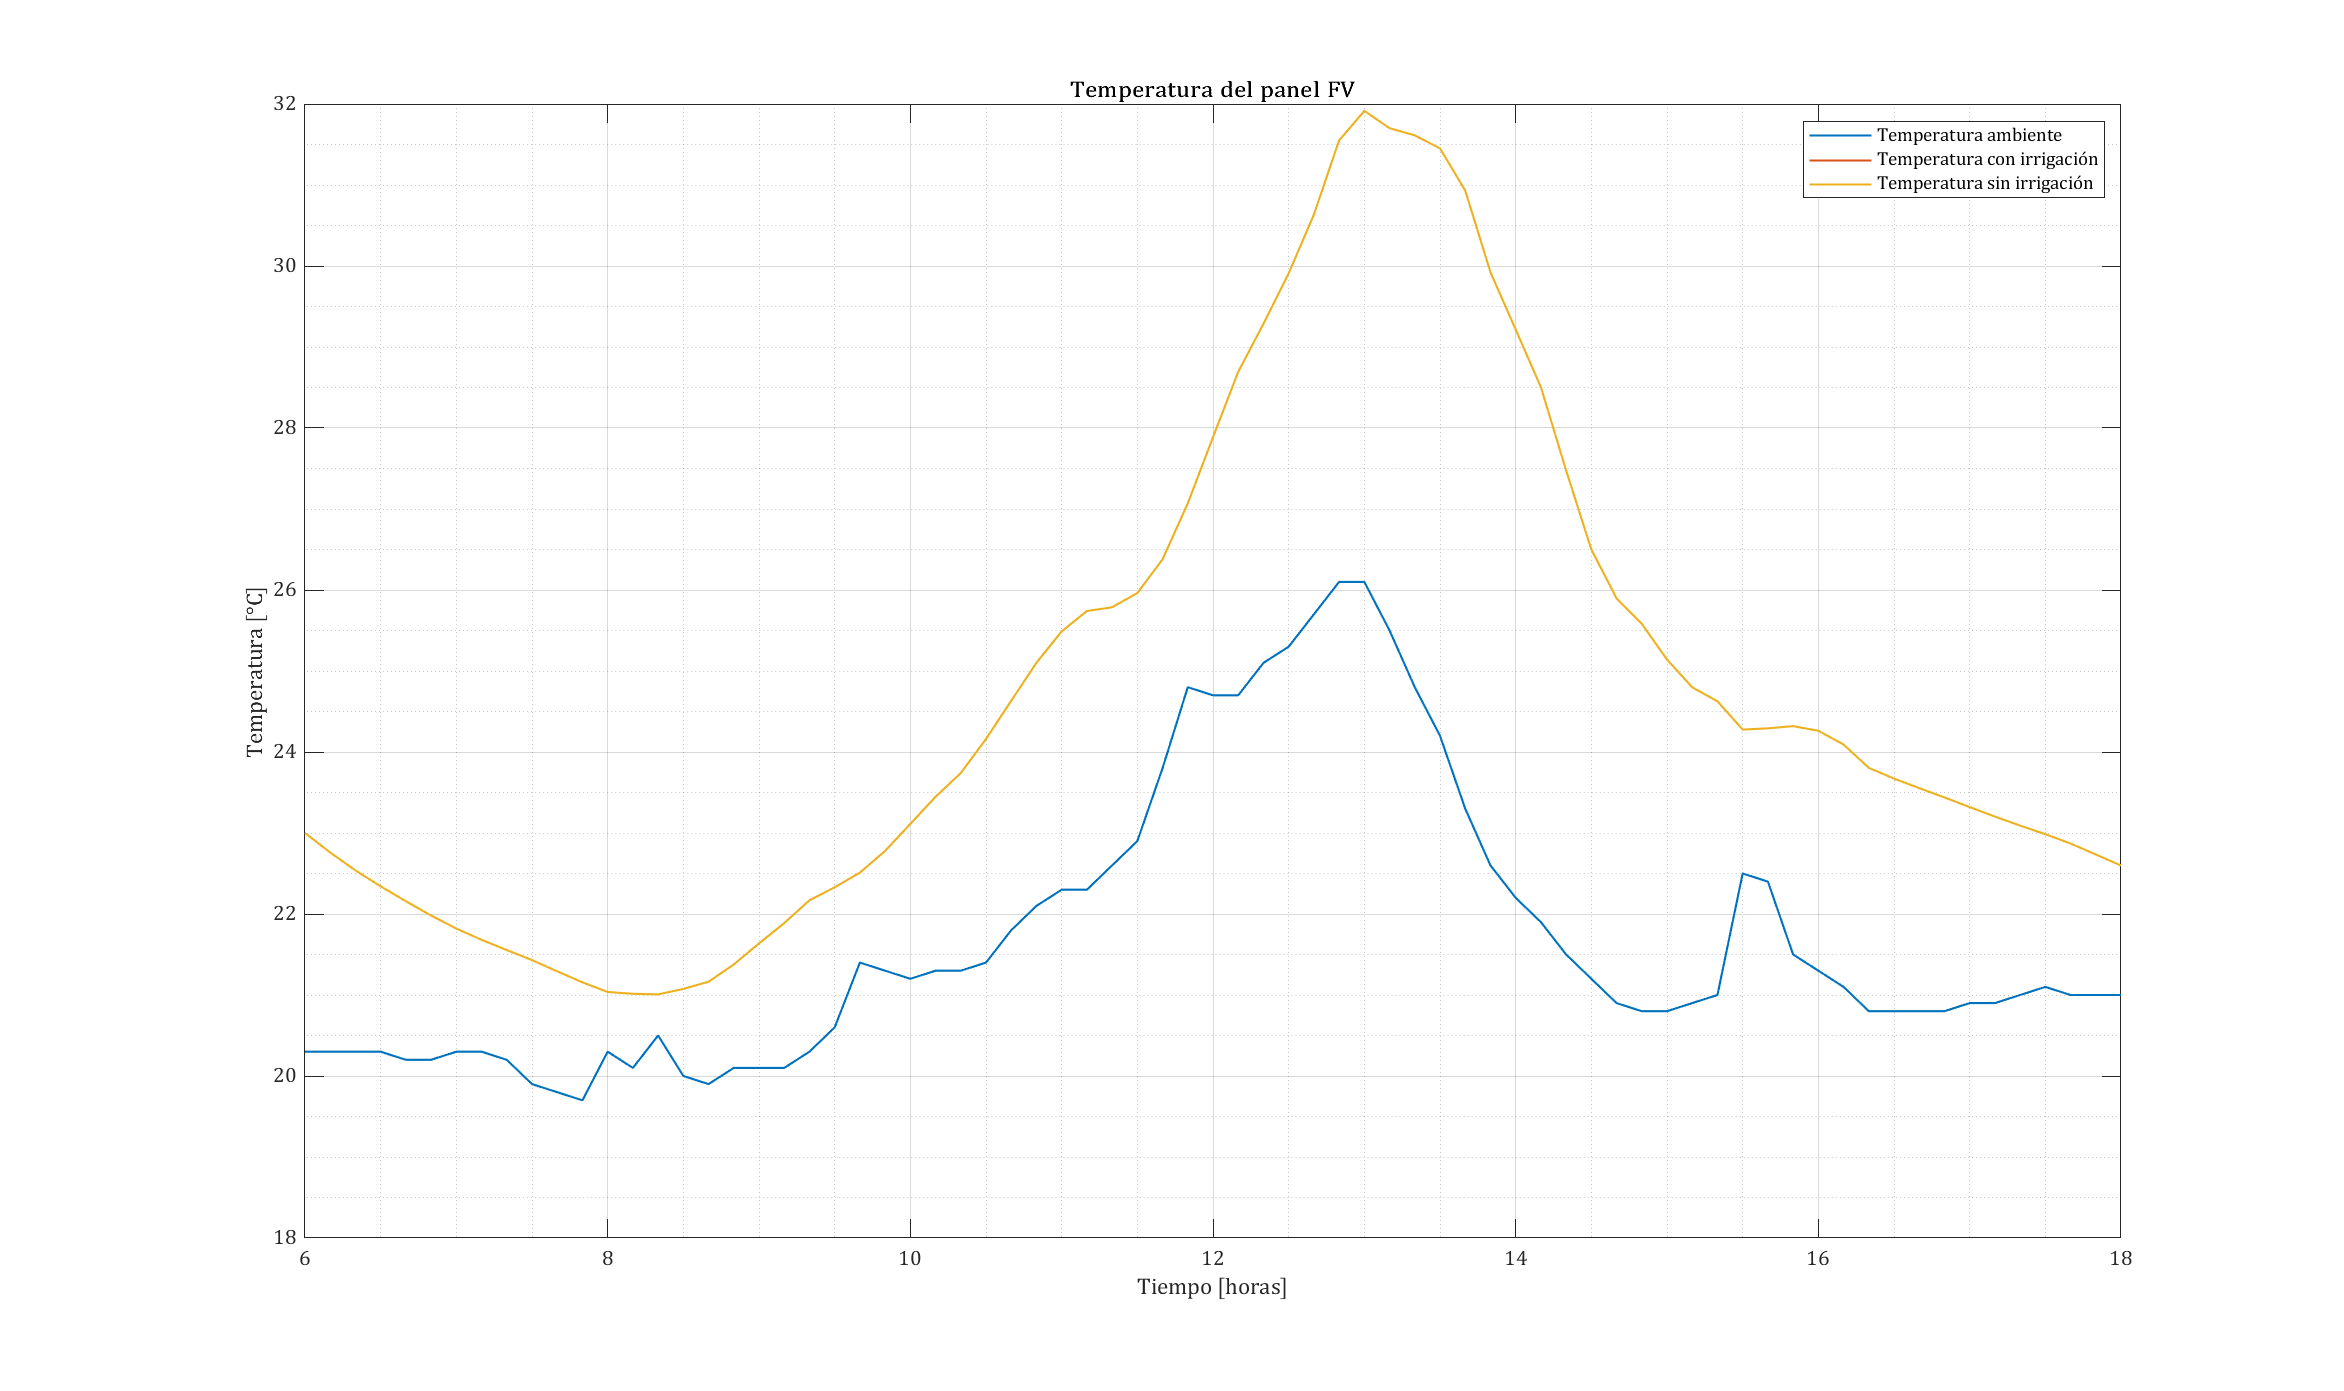 Temperatura del panel FV
Temperatura ambiente
Temperatura con irrigación
Temperatura sin irrigación
Temperatura [°C]
32
30
28
26
24
22
20
18
6 8 10 12 14 16 18
Tiempo [horas]